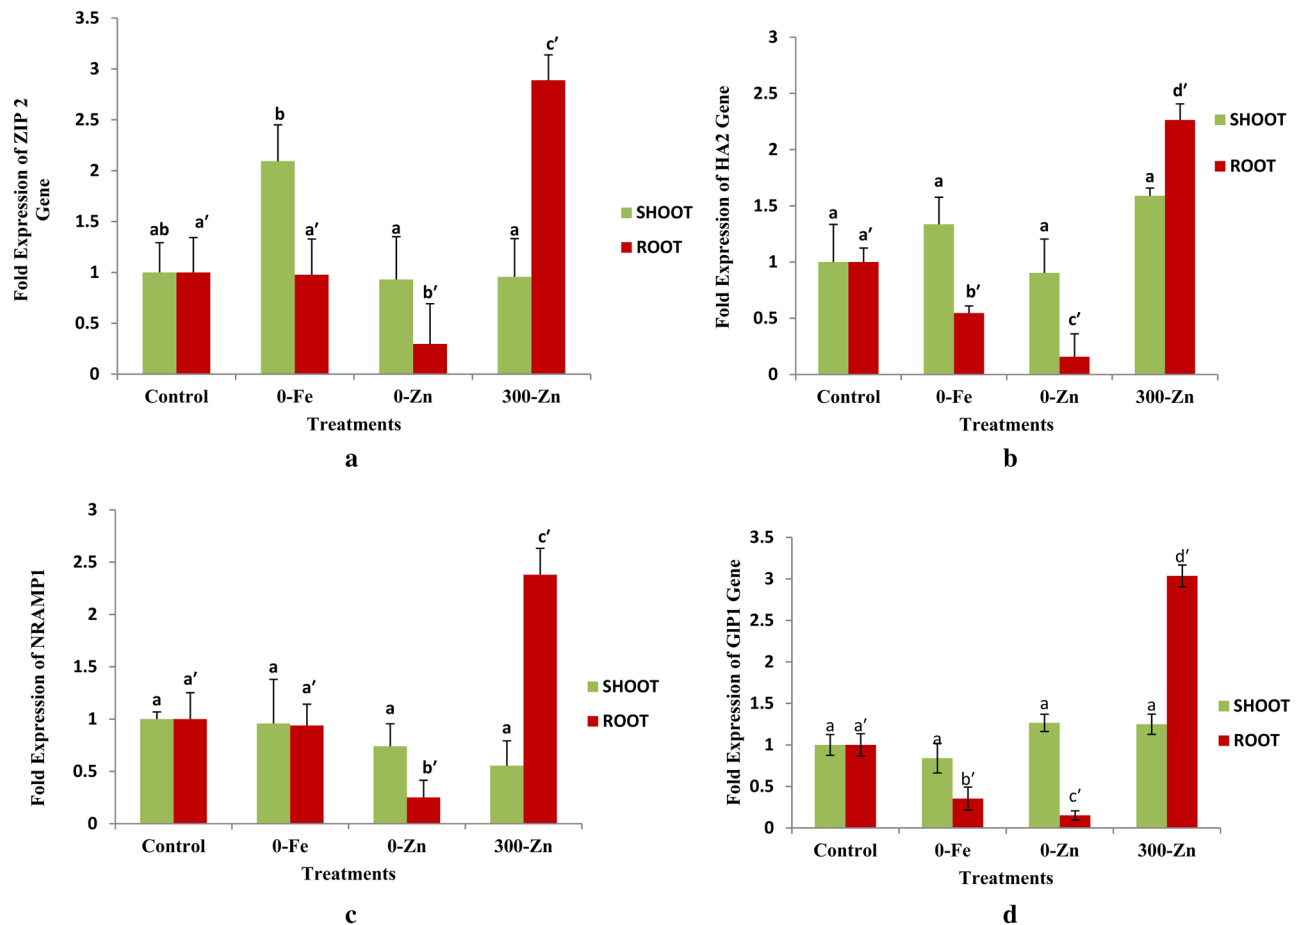 Fold Expression of ZIP 2
Gene
3.5
3
2.5
2
1.5
1
0.5
0
ab
a′
b
a′
a
b′
a
c′
Control
0-Fe
0-Zn
300-Zn
Treatments
SHOOT
ROOT
a
Fold Expression of HA2 Gene
3
2.5
2
1.5
1
0.5
0
a
a′
a
b′
a
c′
a
d′
Control
0-Fe
0-Zn
300-Zn
Treatments
SHOOT
ROOT
b
Fold Expression of NRAMP1
3
2.5
2
1.5
1
0.5
0
a
a′
a
a′
a
b′
a
c′
Control
0-Fe
0-Zn
300-Zn
Treatments
SHOOT
ROOT
c
Fold Expression of GIP1 Gene
3.5
3
2.5
2
1.5
1
0.5
0
a
a′
a
b′
a
c′
a
d′
Control
0-Fe
0-Zn
300-Zn
Treatments
SHOOT
ROOT
d